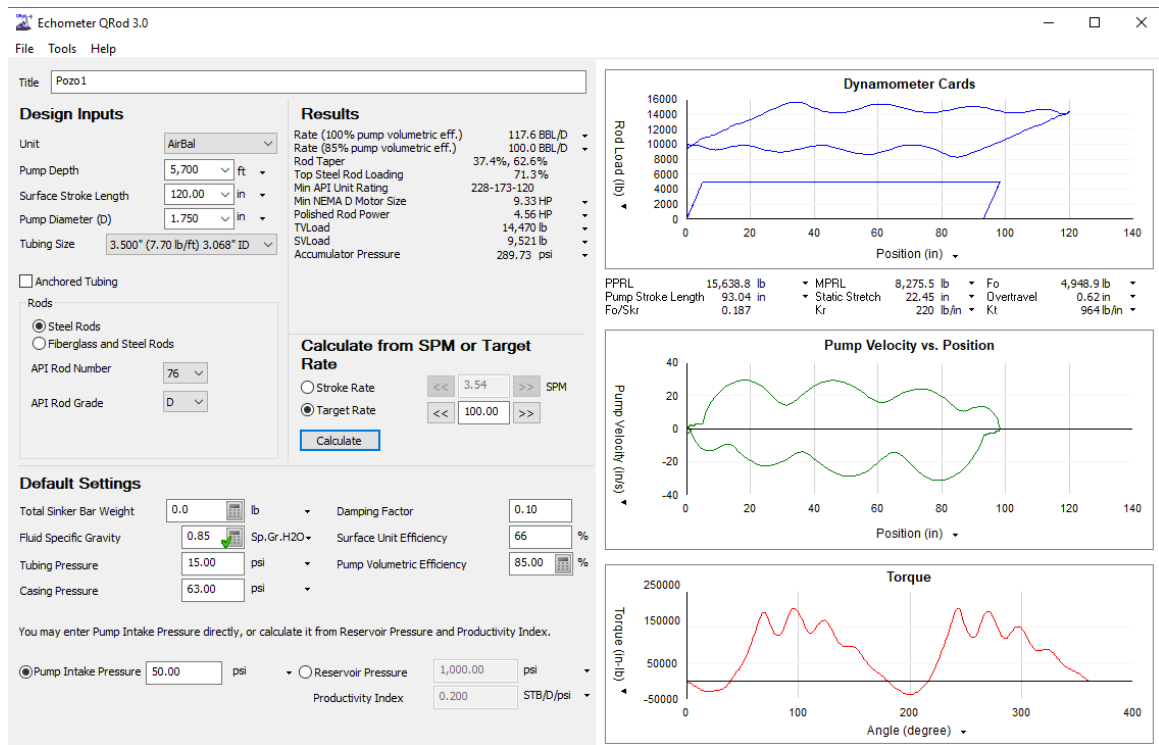 Echometer QRod 3.0
File Tools Help
Title Pozo1
Design Inputs
Unit AirBal
Pump Depth 5,700 ft
Surface Stroke Length 120.00 in
Pump Diameter (D) 1.750 in
Tubing Size 3.500" (7.70 lb/ft) 3.068" ID
Anchored Tubing
Rods
Steel Rods
Fiberglass and Steel Rods
API Rod Number 76
API Rod Grade D
Results
Rate (100% pump volumetric eff.) 117.6 BBL/D
Rate (85% pump volumetric eff.) 100.0 BBL/D
Rod Taper 37.4%, 62.6%
Top Steel Rod Loading 71.3%
Min API Unit Rating 228-173-120
Min NEMA D Motor Size 9.33 HP
Polished Rod Power 4.56 HP
TVLoad 14,470 lb
SVLoad 9,521 lb
Accumulator Pressure 289.73 psi
Calculate from SPM or Target
Rate
Stroke Rate << 3.54 >> SPM
Target Rate << 100.00 >>
Calculate
Default Settings
Total Sinker Bar Weight 0.0 lb
Fluid Specific Gravity 0.85 Sp.Gr.H2O
Tubing Pressure 15.00 psi
Casing Pressure 63.00 psi
Damping Factor 0.10
Surface Unit Efficiency 66 %
Pump Volumetric Efficiency 85.00 %
You may enter Pump Intake Pressure directly, or calculate it from Reservoir Pressure and Productivity Index.
Pump Intake Pressure 50.00 psi
Reservoir Pressure 1,000.00 psi
Productivity Index 0.200 STB/D/psi
Dynamometer Cards
Rod Load (lb)
16000
14000
12000
10000
8000
6000
4000
2000
0
0 20 40 60 80 100 120 140
Position (in)
PPRL 15,638.8 lb MPRL 8,275.5 lb Fo 4,948.9 lb
Pump Stroke Length 93.04 in Static Stretch 22.45 in Overtravel 0.62 in
Fo/Skr 0.187 Kr 220 lb/in Kt 964 lb/in
Pump Velocity vs. Position
Pump Velocity (in/s)
40
20
0
-20
-40
0 20 40 60 80 100 120 140
Position (in)
Torque
Torque (in-lb)
250000
150000
50000
-50000
0 100 200 300 400
Angle (degree)